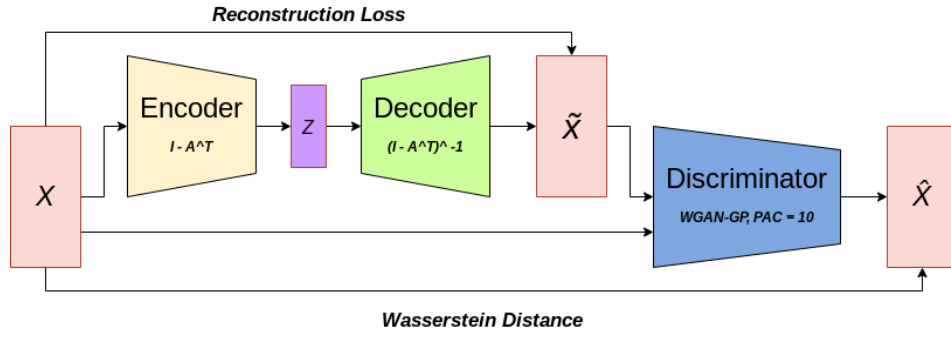 Reconstruction Loss
X
Encoder
I - A^T
Z
Decoder
(I - A^T)^ -1
X̃
Discriminator
WGAN-GP, PAC = 10
X̂
Wasserstein Distance